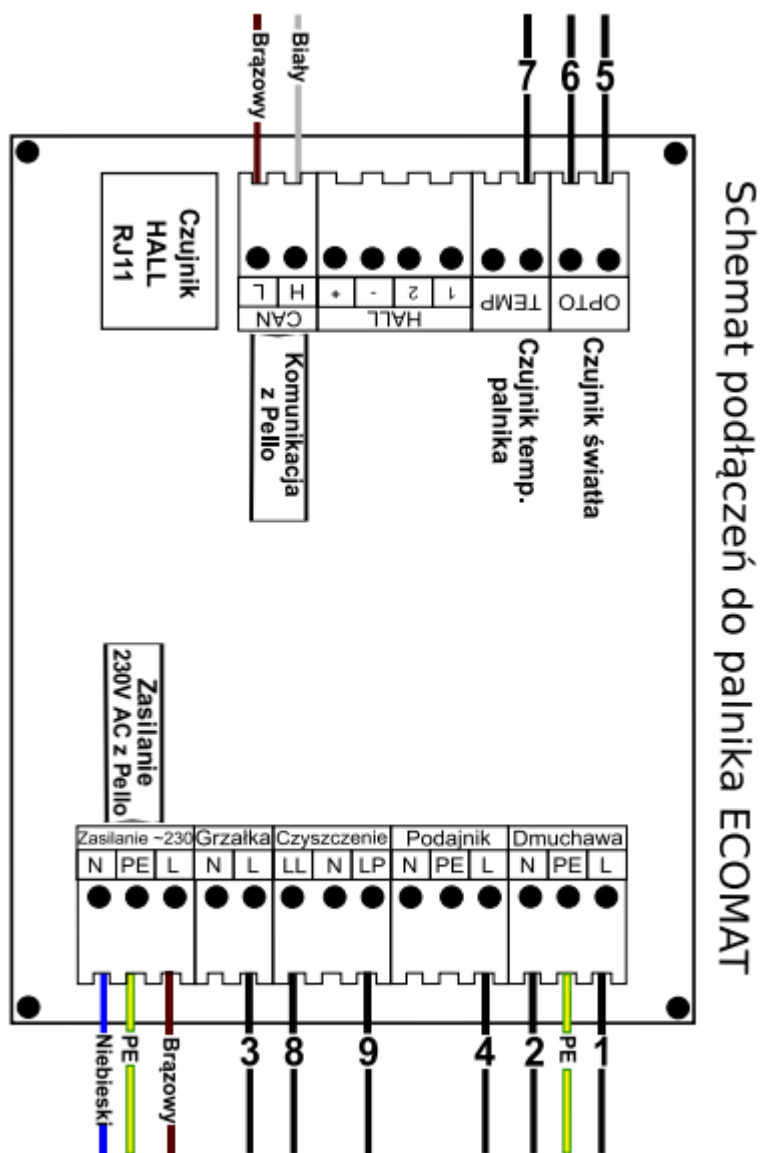 Schemat podłączeń do palnika ECOMAT
Brązowy
Biały
7
6
5
Czujnik
HALL
RJ11
L
H
+
-
2
1
CAN
HALL
TEMP
OPTO
Komunikacja
z Pello
Czujnik temp.
palnika
Czujnik światła
Zasilanie
230V AC z Pello
Zasilanie ~230
Grzałka
Czyszczenie
Podajnik
Dmuchawa
N PE L
N L
LL N LP
N PE L
N PE L
Niebieski
PE
Brązowy
3
8
9
4
2
PE
1